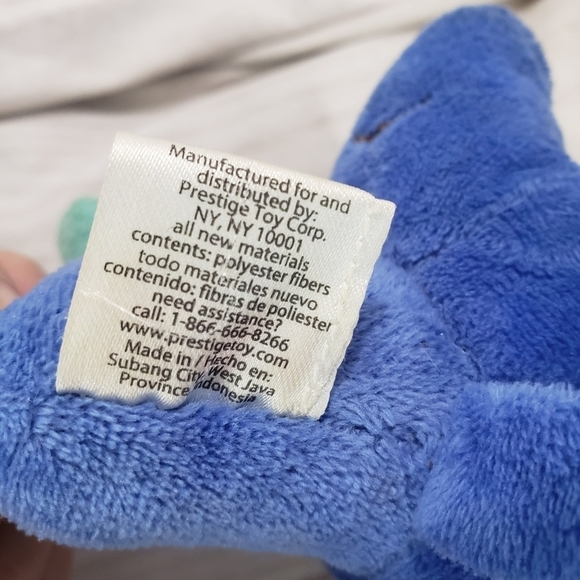 Manufactured for and
distributed by:
Prestige Toy Corp.
NY, NY 10001
all new materials
contents: polyester fibers
todo materiales nuevo
contenido: fibras de poliester
need assistance?
call: 1-866-666-8266
www.prestigetoy.com
Made in / Hecho en:
Subang City, West Java
Province, Indonesia